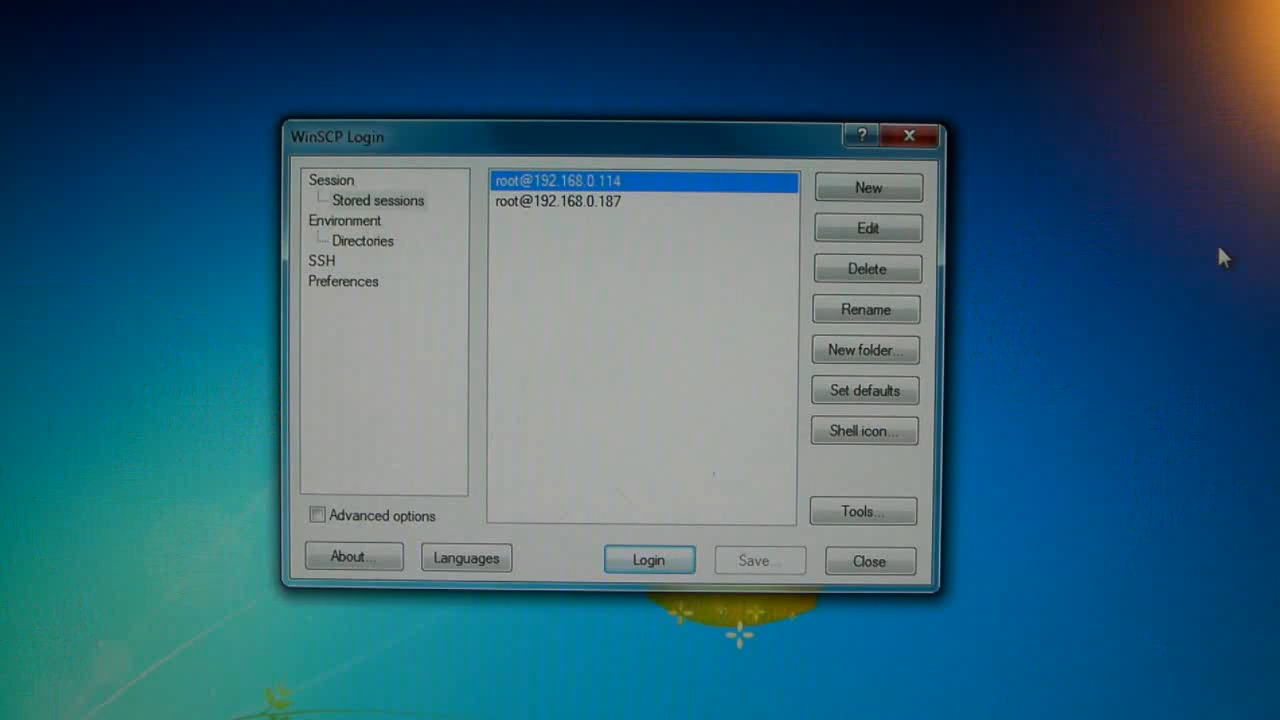 WinSCP Login
?
X
Session
Stored sessions
Environment
Directories
SSH
Preferences
root@192.168.0.114
root@192.168.0.187
New
Edit
Delete
Rename
New folder...
Set defaults
Shell icon...
Tools...
Advanced options
About...
Languages
Login
Save...
Close